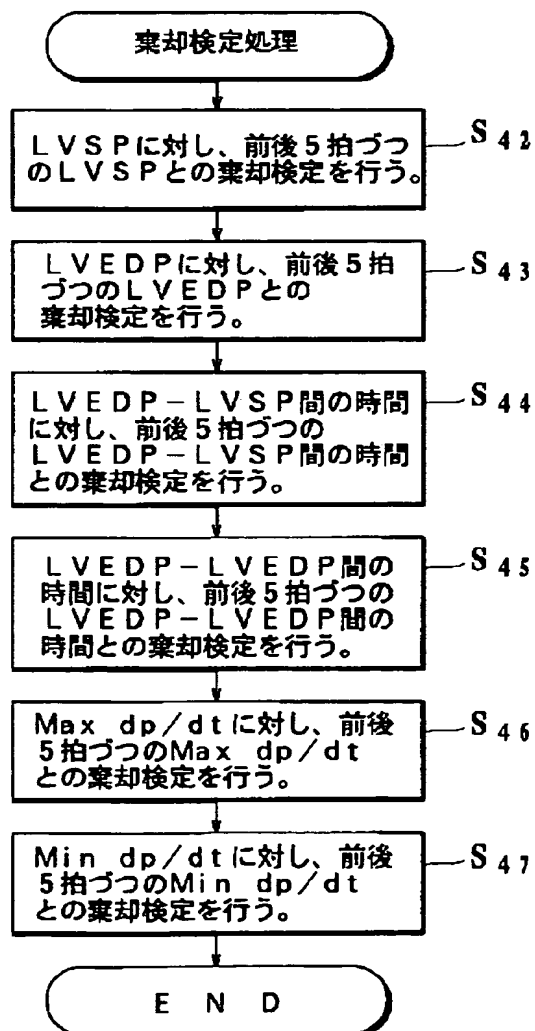 棄却検定処理
LVSPに対し、前後5拍づつ
のLVSPとの棄却検定を行う。
S42
LVEDPに対し、前後5拍
づつのLVEDPとの
棄却検定を行う。
S43
LVEDP－LVSP間の時間
に対し、前後5拍づつの
LVEDP－LVSP間の時間
との棄却検定を行う。
S44
LVEDP－LVEDP間の
時間に対し、前後5拍づつの
LVEDP－LVEDP間の
時間との棄却検定を行う。
S45
Max dp/dtに対し、前後
5拍づつのMax dp/dt
との棄却検定を行う。
S46
Min dp/dtに対し、前後
5拍づつのMin dp/dt
との棄却検定を行う。
S47
END